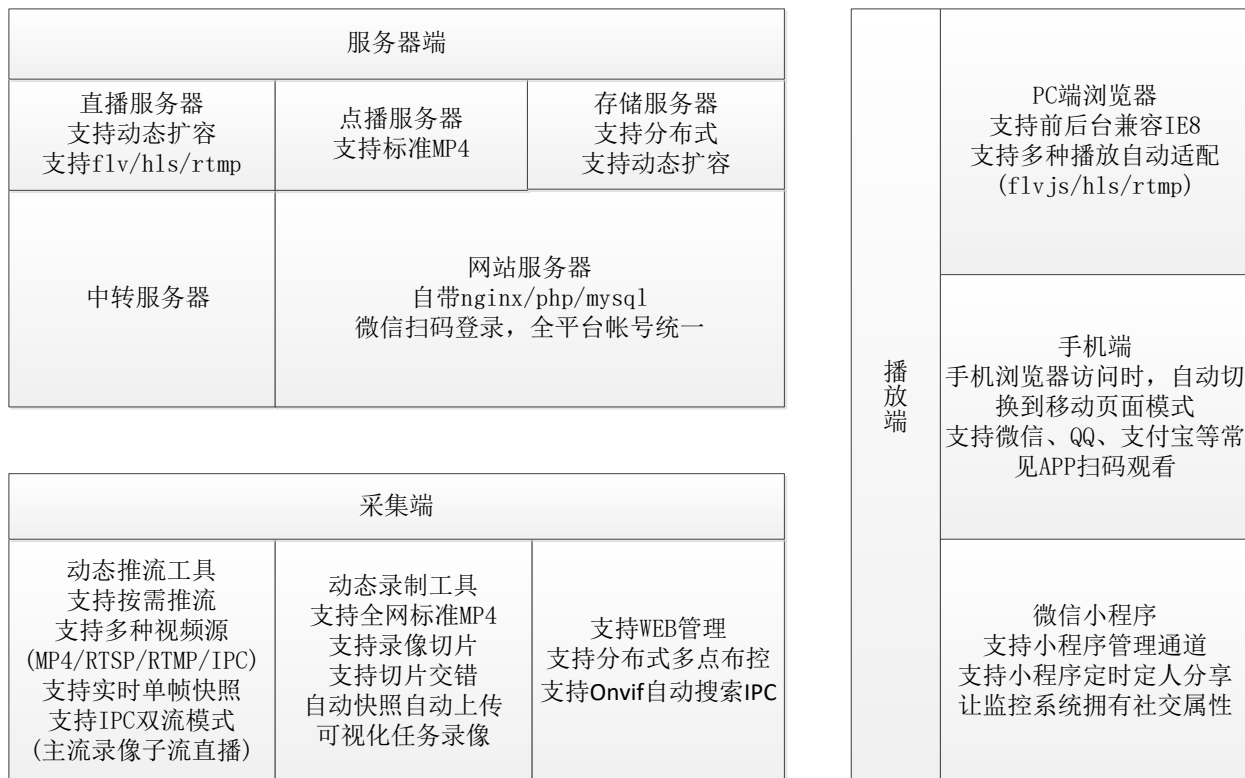 服务器端
直播服务器
支持动态扩容
支持flv/hls/rtmp
点播服务器
支持标准MP4
存储服务器
支持分布式
支持动态扩容
中转服务器
网站服务器
自带nginx/php/mysql
微信扫码登录，全平台帐号统一
采集端
动态推流工具
支持按需推流
支持多种视频源
(MP4/RTSP/RTMP/IPC)
支持实时单帧快照
支持IPC双流模式
(主流录像子流直播)
动态录制工具
支持全网标准MP4
支持录像切片
支持切片交错
自动快照自动上传
可视化任务录像
支持WEB管理
支持分布式多点布控
支持Onvif自动搜索IPC
播放端
PC端浏览器
支持前后台兼容IE8
支持多种播放自动适配
(flvjs/hls/rtmp)
手机端
手机浏览器访问时，自动切
换到移动页面模式
支持微信、QQ、支付宝等常
见APP扫码观看
微信小程序
支持小程序管理通道
支持小程序定时定人分享
让监控系统拥有社交属性